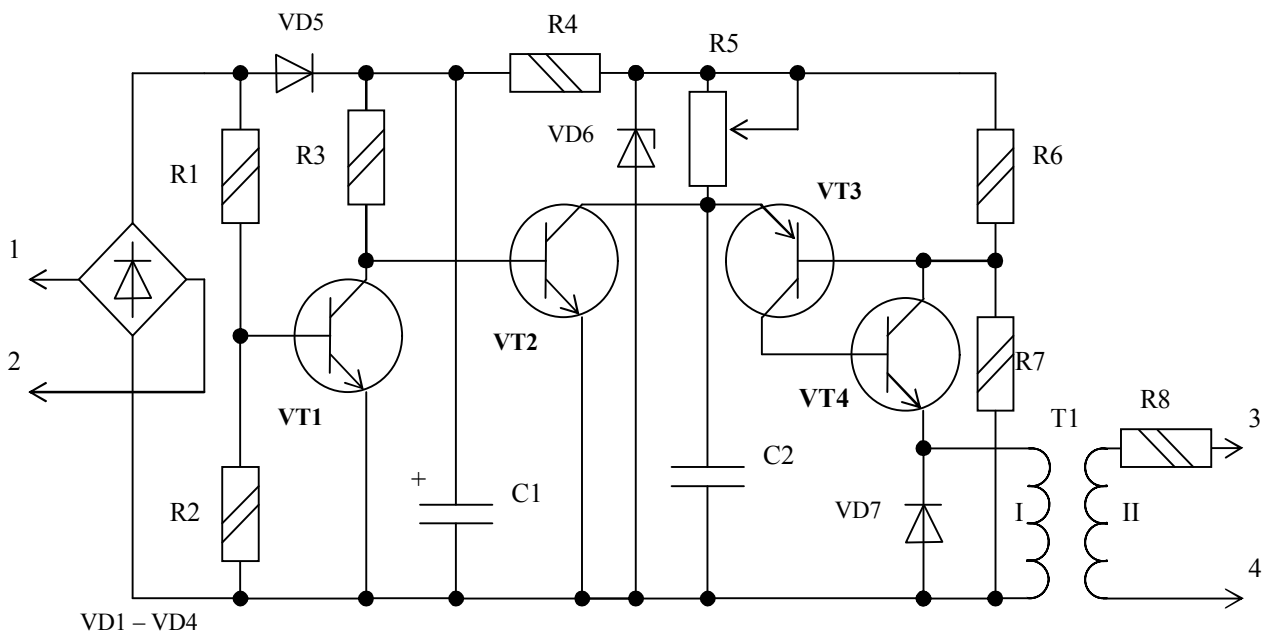 VD5
R4
R5
R1
R3
VD6
R6
VT3
1
2
VT2
R7
VT1
VT4
T1
R8
3
R2
+
C1
C2
VD7
I
II
4
VD1 – VD4